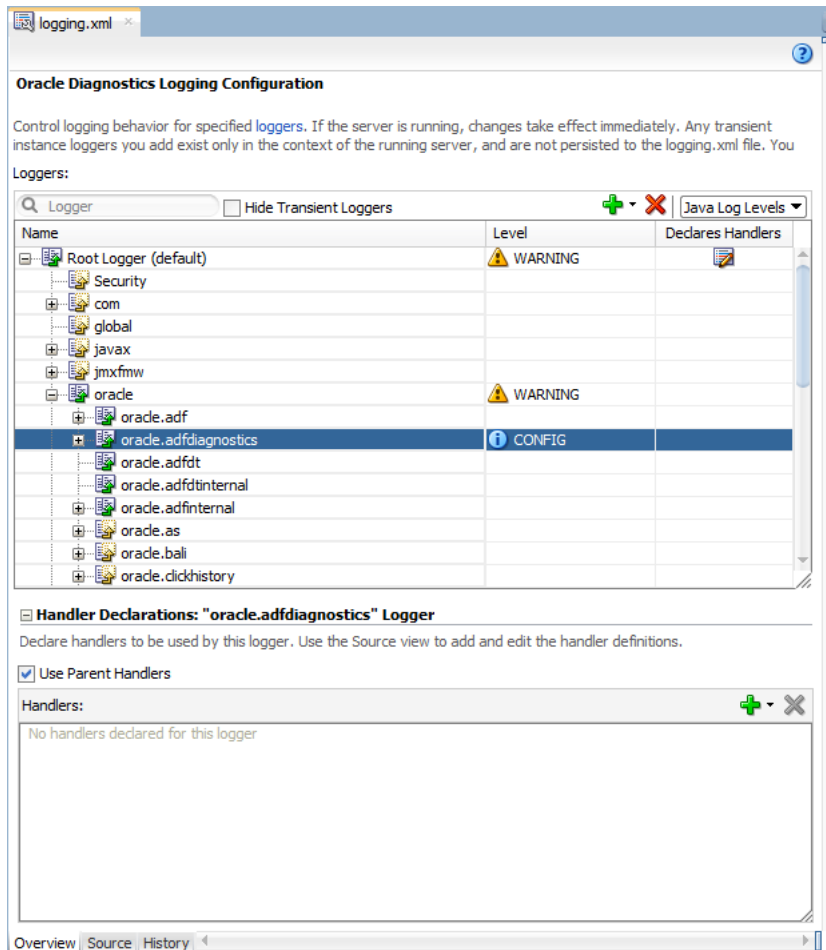 logging.xml
Oracle Diagnostics Logging Configuration
Control logging behavior for specified loggers. If the server is running, changes take effect immediately. Any transient
instance loggers you add exist only in the context of the running server, and are not persisted to the logging.xml file. You
Loggers:
Logger Hide Transient Loggers Java Log Levels
Name Level Declares Handlers
Root Logger (default) WARNING
Security
com
global
javax
jmxfmw
oracle WARNING
oracle.adf
oracle.adfdiagnostics CONFIG
oracle.adfdt
oracle.adfdtinternal
oracle.adfinternal
oracle.as
oracle.bali
oracle.clickhistory
Handler Declarations: "oracle.adfdiagnostics" Logger
Declare handlers to be used by this logger. Use the Source view to add and edit the handler definitions.
Use Parent Handlers
Handlers:
No handlers declared for this logger
Overview Source History